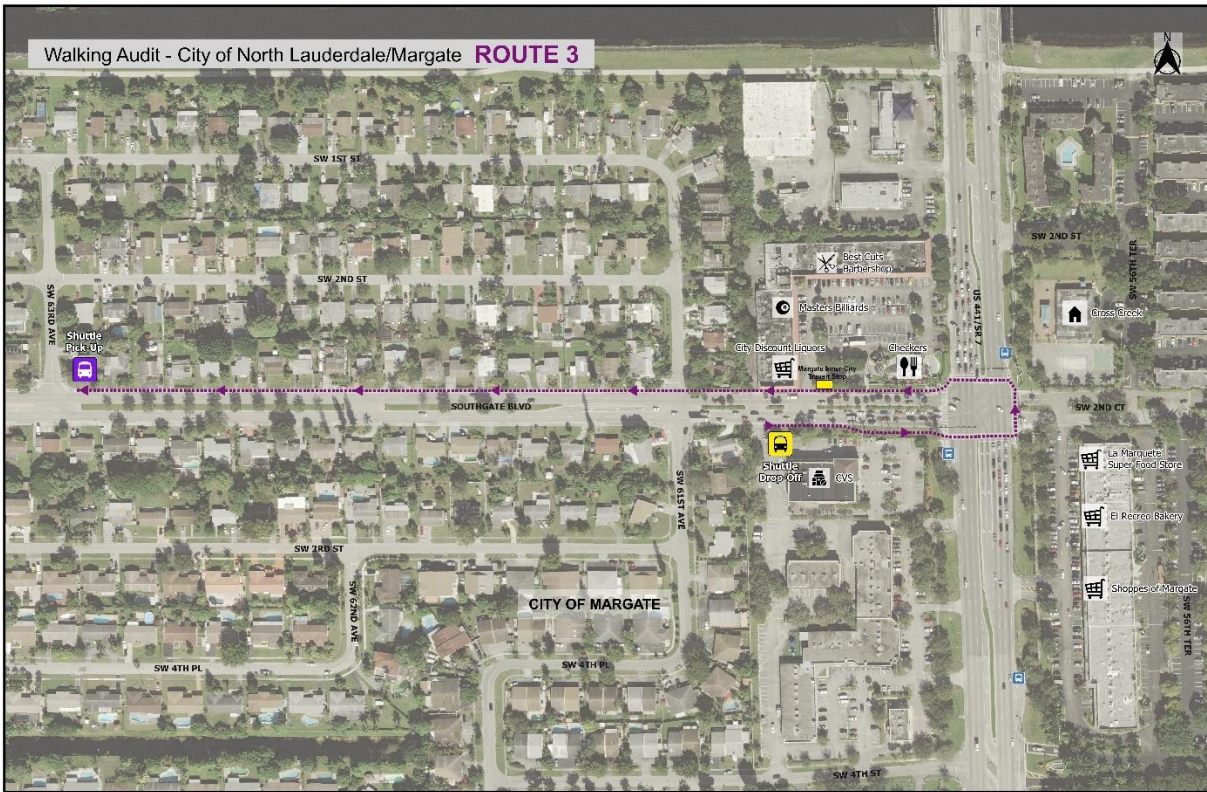 Walking Audit - City of North Lauderdale/Margate ROUTE 3
N
SW 1ST ST
SW 2ND ST
SW 2ND ST
SW 56TH TER
SW 63RD AVE
US 441/SR 7
Best Cuts
Barbershop
Masters Billiards
Cross Creek
Shuttle
Pick-Up
City Discount Liquors
Checkers
Margate Inner-City
Transit Stop
SOUTHGATE BLVD
SW 2ND CT
Shuttle
Drop-Off
CVS
La Marquete
Super Food Store
SW 61ST AVE
El Recreo Bakery
SW 3RD ST
SW 62ND AVE
CITY OF MARGATE
Shoppes of Margate
SW 56TH TER
SW 4TH PL
SW 4TH PL
SW 4TH ST